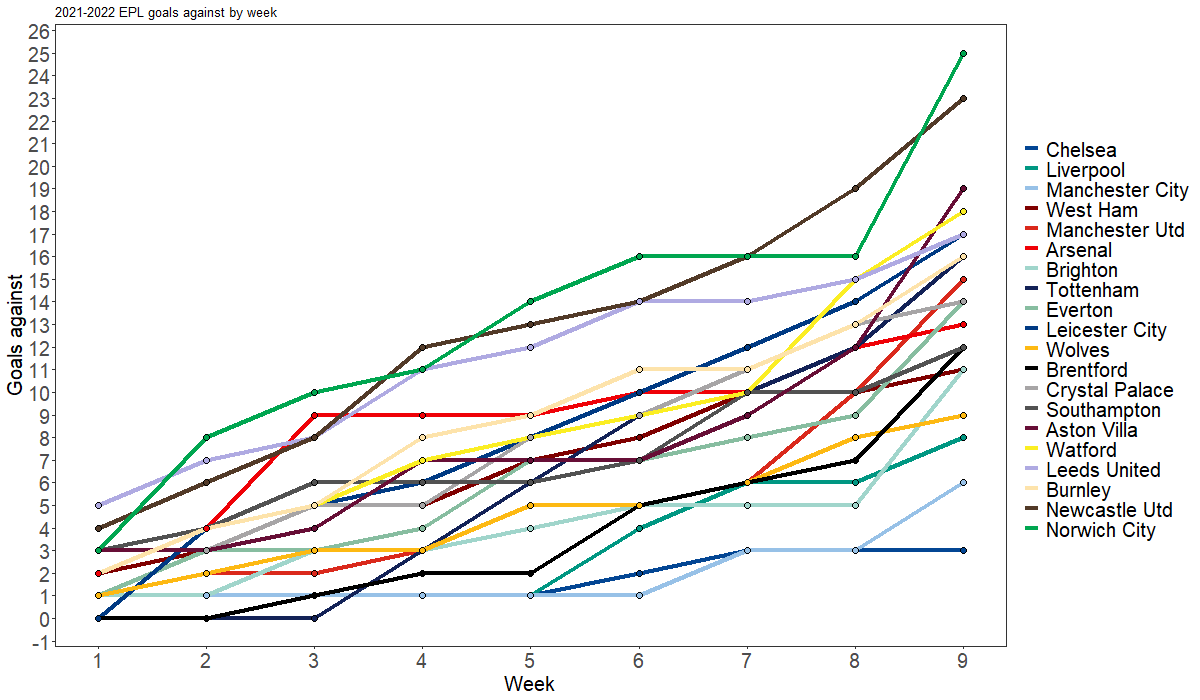 2021-2022 EPL goals against by week
26
25
24
23
22
21
20
19
18
17
16
15
14
13
12
11
10
9
8
7
6
5
4
3
2
1
0
-1
Goals against
1 2 3 4 5 6 7 8 9
Week
Chelsea
Liverpool
Manchester City
West Ham
Manchester Utd
Arsenal
Brighton
Tottenham
Everton
Leicester City
Wolves
Brentford
Crystal Palace
Southampton
Aston Villa
Watford
Leeds United
Burnley
Newcastle Utd
Norwich City